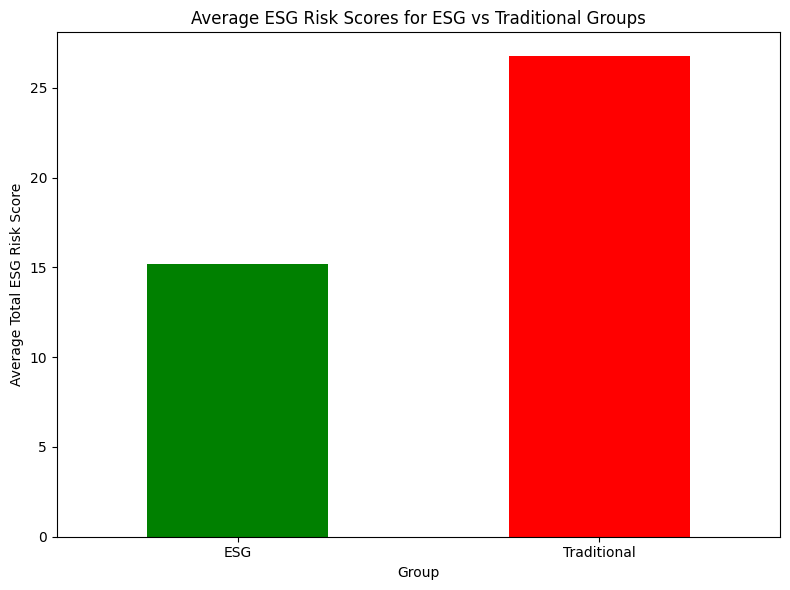 Average ESG Risk Scores for ESG vs Traditional Groups
Average Total ESG Risk Score
25
20
15
10
5
0
ESG
Traditional
Group